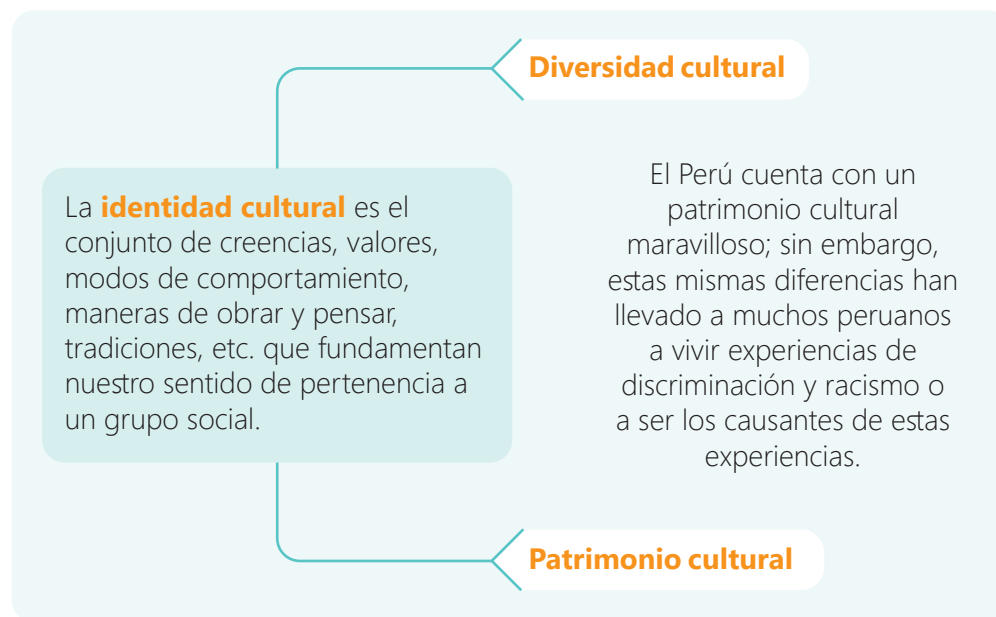 Diversidad cultural
La identidad cultural es el
conjunto de creencias, valores,
modos de comportamiento,
maneras de obrar y pensar,
tradiciones, etc. que fundamentan
nuestro sentido de pertenencia a
un grupo social.
El Perú cuenta con un
patrimonio cultural
maravilloso; sin embargo,
estas mismas diferencias han
llevado a muchos peruanos
a vivir experiencias de
discriminación y racismo o
a ser los causantes de estas
experiencias.
Patrimonio cultural